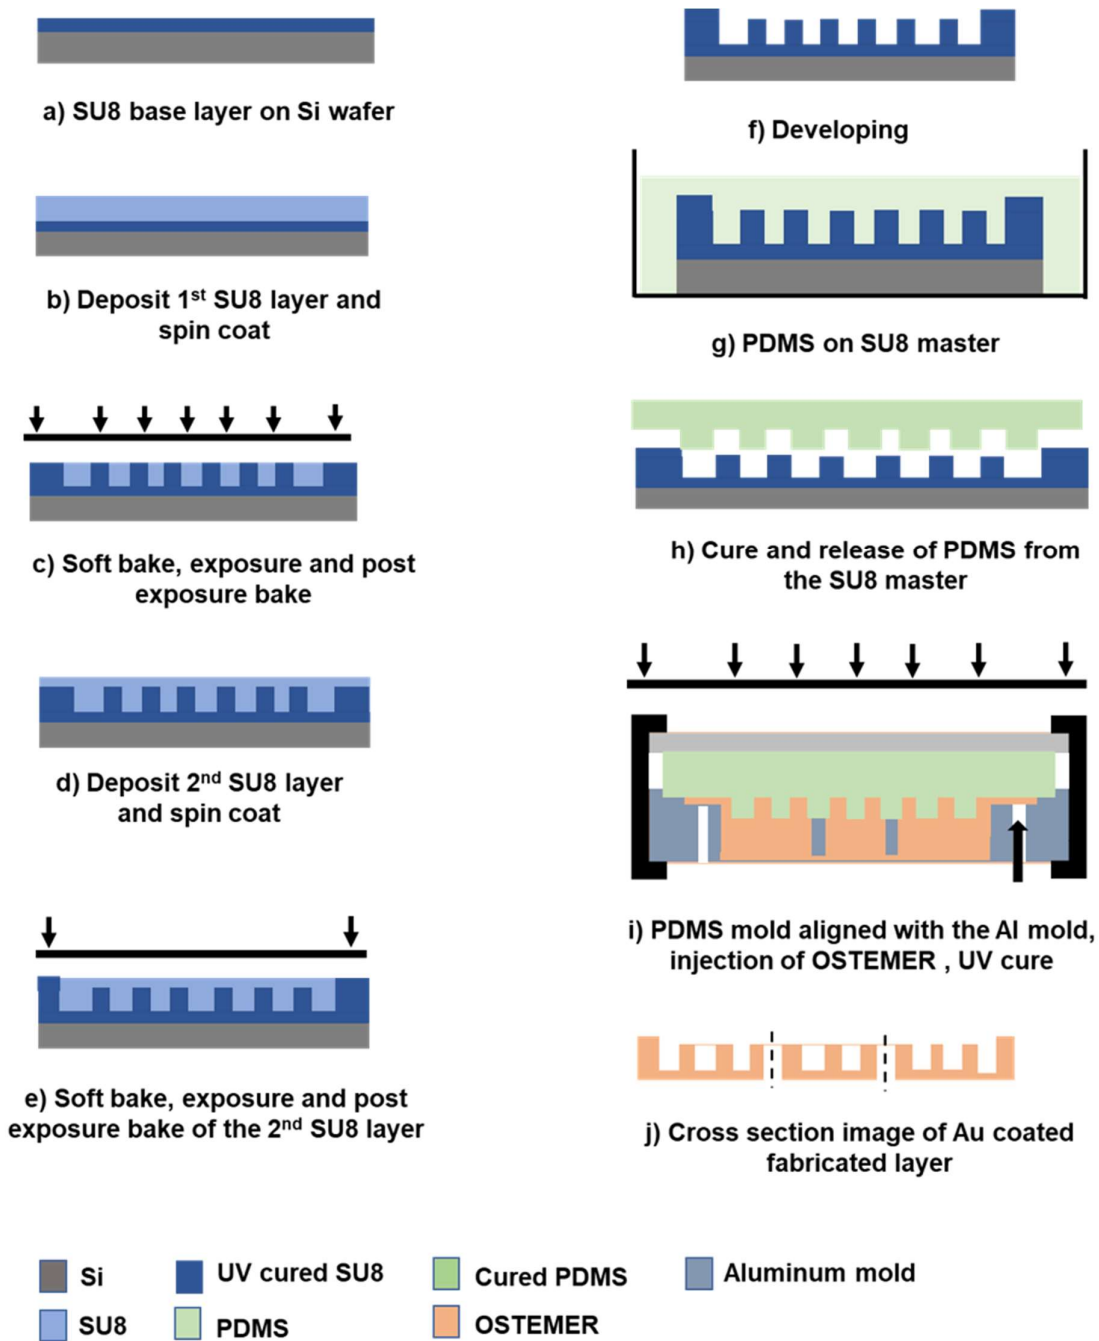 a) SU8 base layer on Si wafer
b) Deposit 1st SU8 layer and
spin coat
c) Soft bake, exposure and post
exposure bake
d) Deposit 2nd SU8 layer
and spin coat
e) Soft bake, exposure and post
exposure bake of the 2nd SU8 layer
f) Developing
g) PDMS on SU8 master
h) Cure and release of PDMS from
the SU8 master
i) PDMS mold aligned with the Al mold,
injection of OSTEMER , UV cure
j) Cross section image of Au coated
fabricated layer
Si
UV cured SU8
Cured PDMS
Aluminum mold
SU8
PDMS
OSTEMER